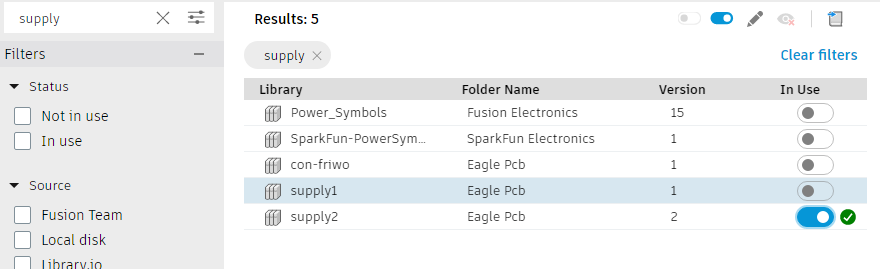 supply
Results: 5
Filters
supply
Clear filters
Status
Library Folder Name Version In Use
Not in use
Power_Symbols Fusion Electronics 15
In use
SparkFun-PowerSym... SparkFun Electronics 1
con-friwo Eagle Pcb 1
Source
supply1 Eagle Pcb 1
Fusion Team
supply2 Eagle Pcb 2
Local disk
Library.io